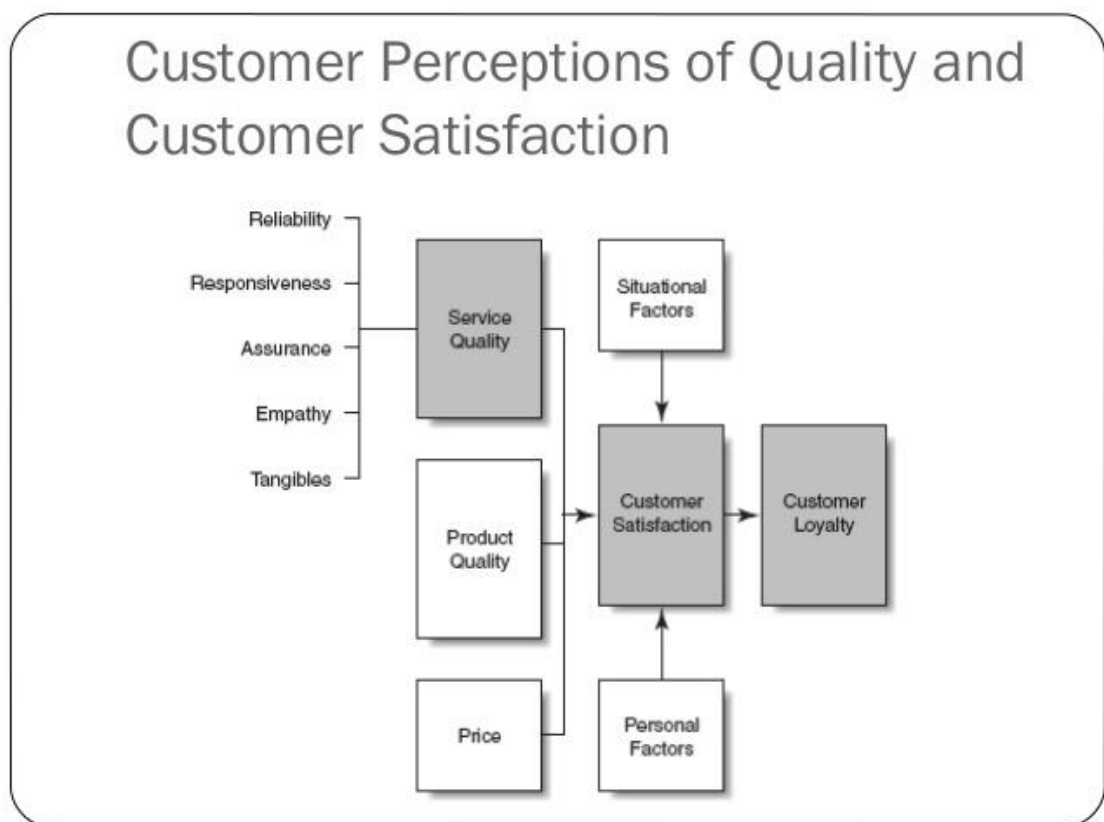 Customer Perceptions of Quality and
Customer Satisfaction
Reliability
Responsiveness
Assurance
Empathy
Tangibles
Service
Quality
Product
Quality
Price
Situational
Factors
Customer
Satisfaction
Personal
Factors
Customer
Loyalty